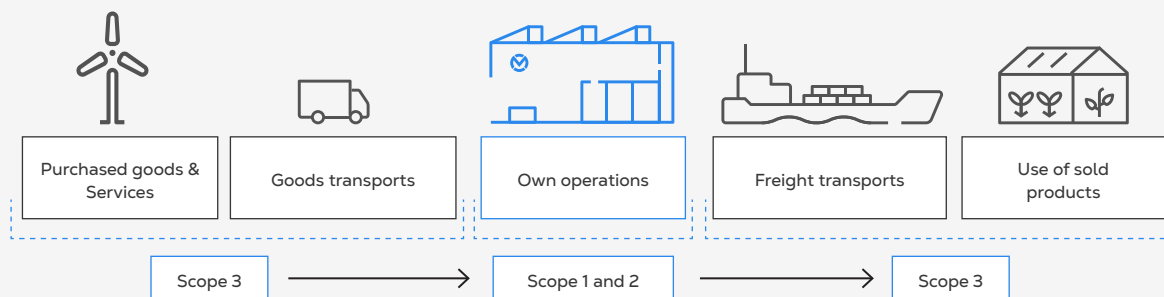 Purchased goods &
Services
Goods transports
Own operations
Freight transports
Use of sold
products
Scope 3
Scope 1 and 2
Scope 3